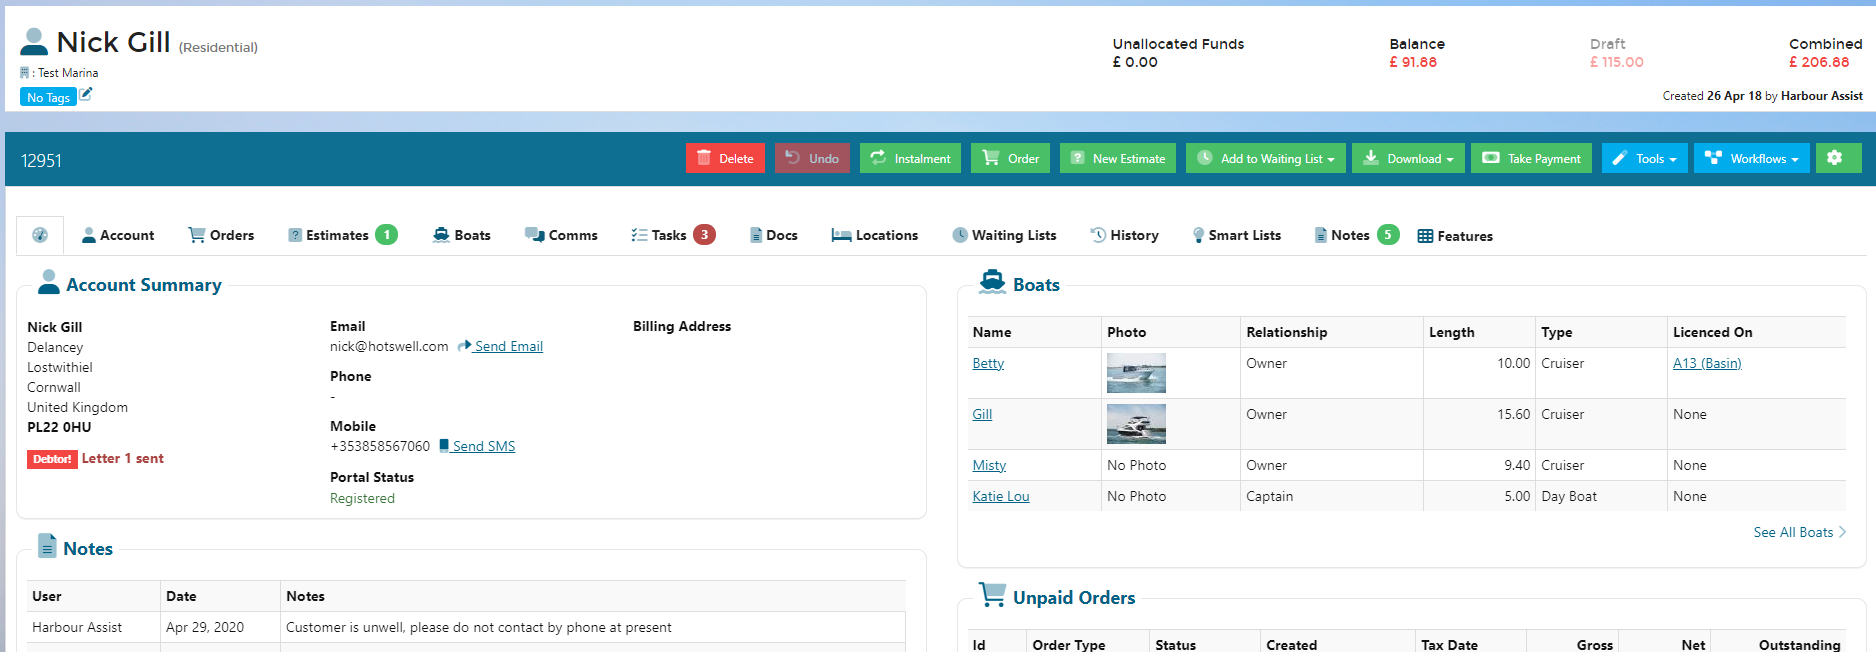 Nick Gill (Residential)
: Test Marina
No Tags
Unallocated Funds
£ 0.00
Balance
£ 91.88
Draft
£ 115.00
Combined
£ 206.88
Created 26 Apr 18 by Harbour Assist
12951
Delete
Undo
Instalment
Order
New Estimate
Add to Waiting List
Download
Take Payment
Tools
Workflows
Account
Orders
Estimates 1
Boats
Comms
Tasks 3
Docs
Locations
Waiting Lists
History
Smart Lists
Notes 5
Features
Account Summary
Nick Gill
Delancey
Lostwithiel
Cornwall
United Kingdom
PL22 0HU
Debtor! Letter 1 sent
Email
nick@hotswell.com Send Email
Phone
-
Mobile
+353858567060 Send SMS
Portal Status
Registered
Billing Address
Notes
User Date Notes
Harbour Assist Apr 29, 2020 Customer is unwell, please do not contact by phone at present
Boats
Name Photo Relationship Length Type Licenced On
Betty Owner 10.00 Cruiser A13 (Basin)
Gill Owner 15.60 Cruiser None
Misty No Photo Owner 9.40 Cruiser None
Katie Lou No Photo Captain 5.00 Day Boat None
See All Boats
Unpaid Orders
Id Order Type Status Created Tax Date Gross Net Outstanding